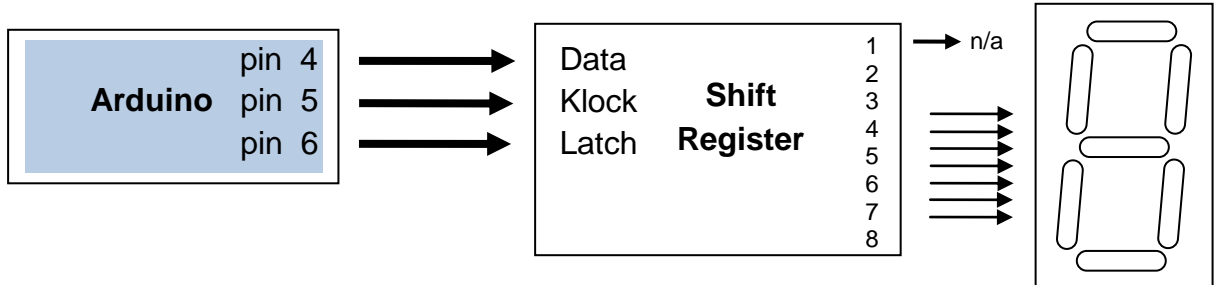 pin 4
Arduino pin 5
pin 6
Data
Klock
Latch
Shift
Register
1
2
3
4
5
6
7
8
n/a